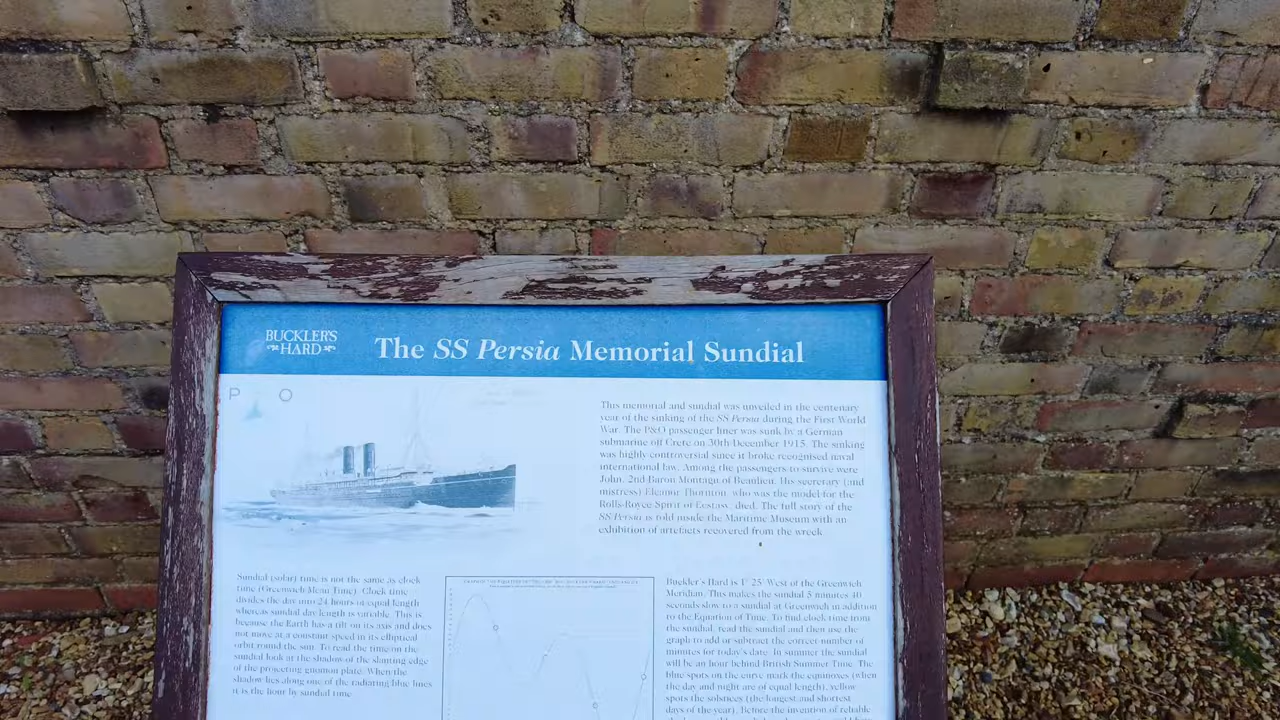 BUCKLER'S
HARD
The SS Persia Memorial Sundial
P O
This memorial and sundial was unveiled in the centenary
year of the sinking of the SS Persia during the First World
War. The P&O passenger liner was sunk by a German
submarine off Crete on 30th December 1915. The sinking
was highly controversial since it broke recognised naval
international law. Among the passengers to survive were
John, 2nd Baron Montagu of Beaulieu. His secretary (and
mistress) Eleanor Thornton, who was the model for the
Rolls-Royce Spirit of Ecstasy, died. The full story of the
SS Persia is told inside the Maritime Museum with an
exhibition of artefacts recovered from the wreck
Sundial (solar) time is not the same as clock
time (Greenwich Mean Time). Clock time
divides the day into 24 hours of equal length
whereas sundial day length is variable. This is
because the Earth has a tilt on its axis and does
not move at a constant speed in its elliptical
orbit round the sun. To read the time on the
sundial look at the shadow of the slanting edge
of the projecting gnomon plate. When the
shadow lies along one of the radiating blue lines
it is the hour by sundial time
Buckler's Hard is 1° 25' West of the Greenwich
Meridian. This makes the sundial 5 minutes 40
seconds slow to a sundial at Greenwich in addition
to the Equation of Time. To find clock time from
the sundial, read the sundial and then use the
graph to add or subtract the correct number of
minutes for today's date. In summer the sundial
will be an hour behind British Summer Time. The
blue spots on the curve mark the equinoxes (when
the day and night are of equal length), yellow
spots the solstices (the longest and shortest
days of the year). Before the invention of reliable